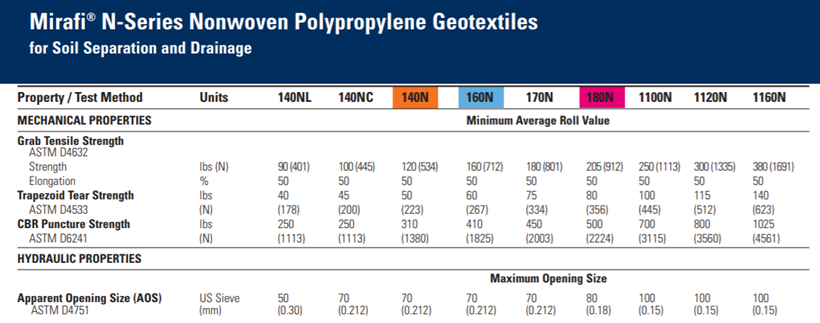 Mirafi® N-Series Nonwoven Polypropylene Geotextiles
for Soil Separation and Drainage
Property / Test Method Units 140NL 140NC 140N 160N 170N 180N 1100N 1120N 1160N
MECHANICAL PROPERTIES Minimum Average Roll Value
Grab Tensile Strength
ASTM D4632
Strength lbs (N) 90 (401) 100 (445) 120 (534) 160 (712) 180 (801) 205 (912) 250 (1113) 300 (1335) 380 (1691)
Elongation % 50 50 50 50 50 50 50 50 50
Trapezoid Tear Strength lbs 40 45 50 60 75 80 100 115 140
ASTM D4533 (N) (178) (200) (223) (267) (334) (356) (445) (512) (623)
CBR Puncture Strength lbs 250 250 310 410 450 500 700 800 1025
ASTM D6241 (N) (1113) (1113) (1380) (1825) (2003) (2224) (3115) (3560) (4561)
HYDRAULIC PROPERTIES
Maximum Opening Size
Apparent Opening Size (AOS) US Sieve 50 70 70 70 70 80 100 100 100
ASTM D4751 (mm) (0.30) (0.212) (0.212) (0.212) (0.212) (0.18) (0.15) (0.15) (0.15)